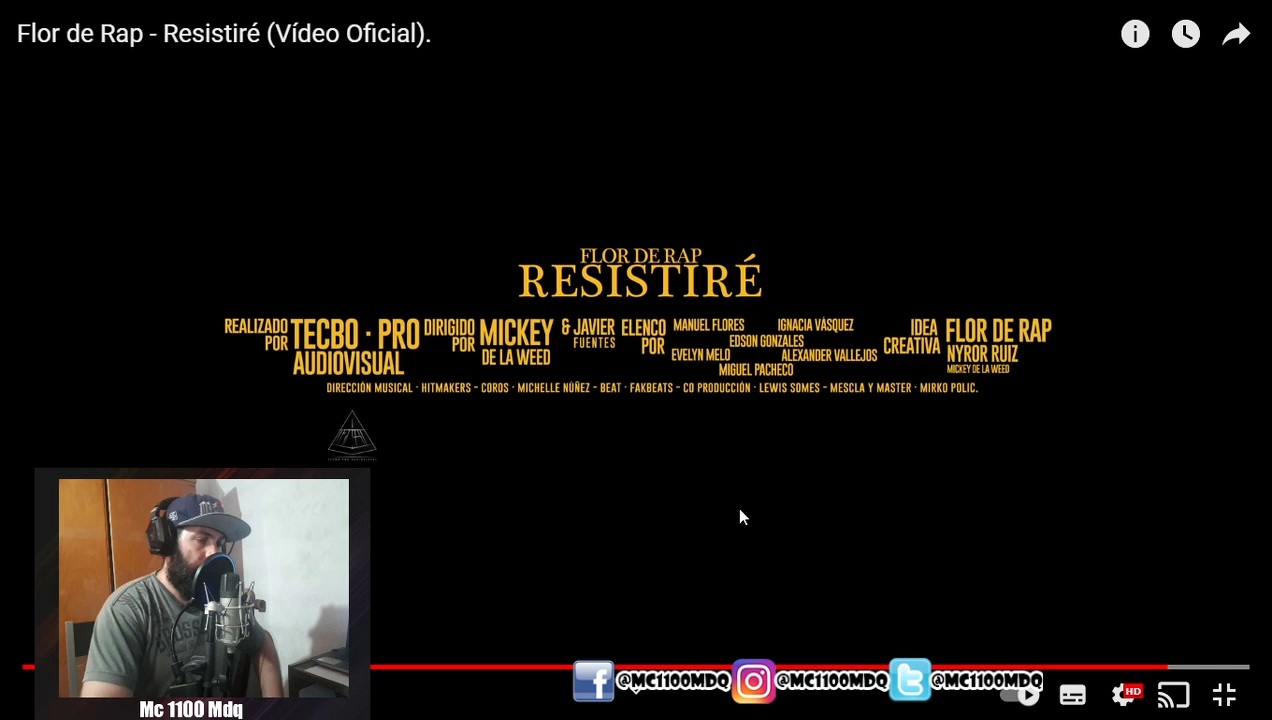 Flor de Rap - Resistiré (Vídeo Oficial).
FLOR DE RAP
RESISTIRÉ
REALIZADO POR
TECBO · PRO
AUDIOVISUAL
DIRIGIDO POR
MICKEY
DE LA WEED
& JAVIER
FUENTES
ELENCO POR
MANUEL FLORES
IGNACIA VÁSQUEZ
EDSON GONZALES
EVELYN MELO
ALEXANDER VALLEJOS
MIGUEL PACHECO
IDEA CREATIVA
FLOR DE RAP
NYROR RUIZ
MICKEY DE LA WEED
DIRECCIÓN MUSICAL · HITMAKERS - COROS · MICHELLE NÚÑEZ - BEAT · FAKBEATS - CO PRODUCCIÓN · LEWIS SOMES - MESCLA Y MASTER · MIRKO POLIC.
Mc 1100 Mdq
@MC1100MDQ
@MC1100MDQ
@MC1100MDQ
HD